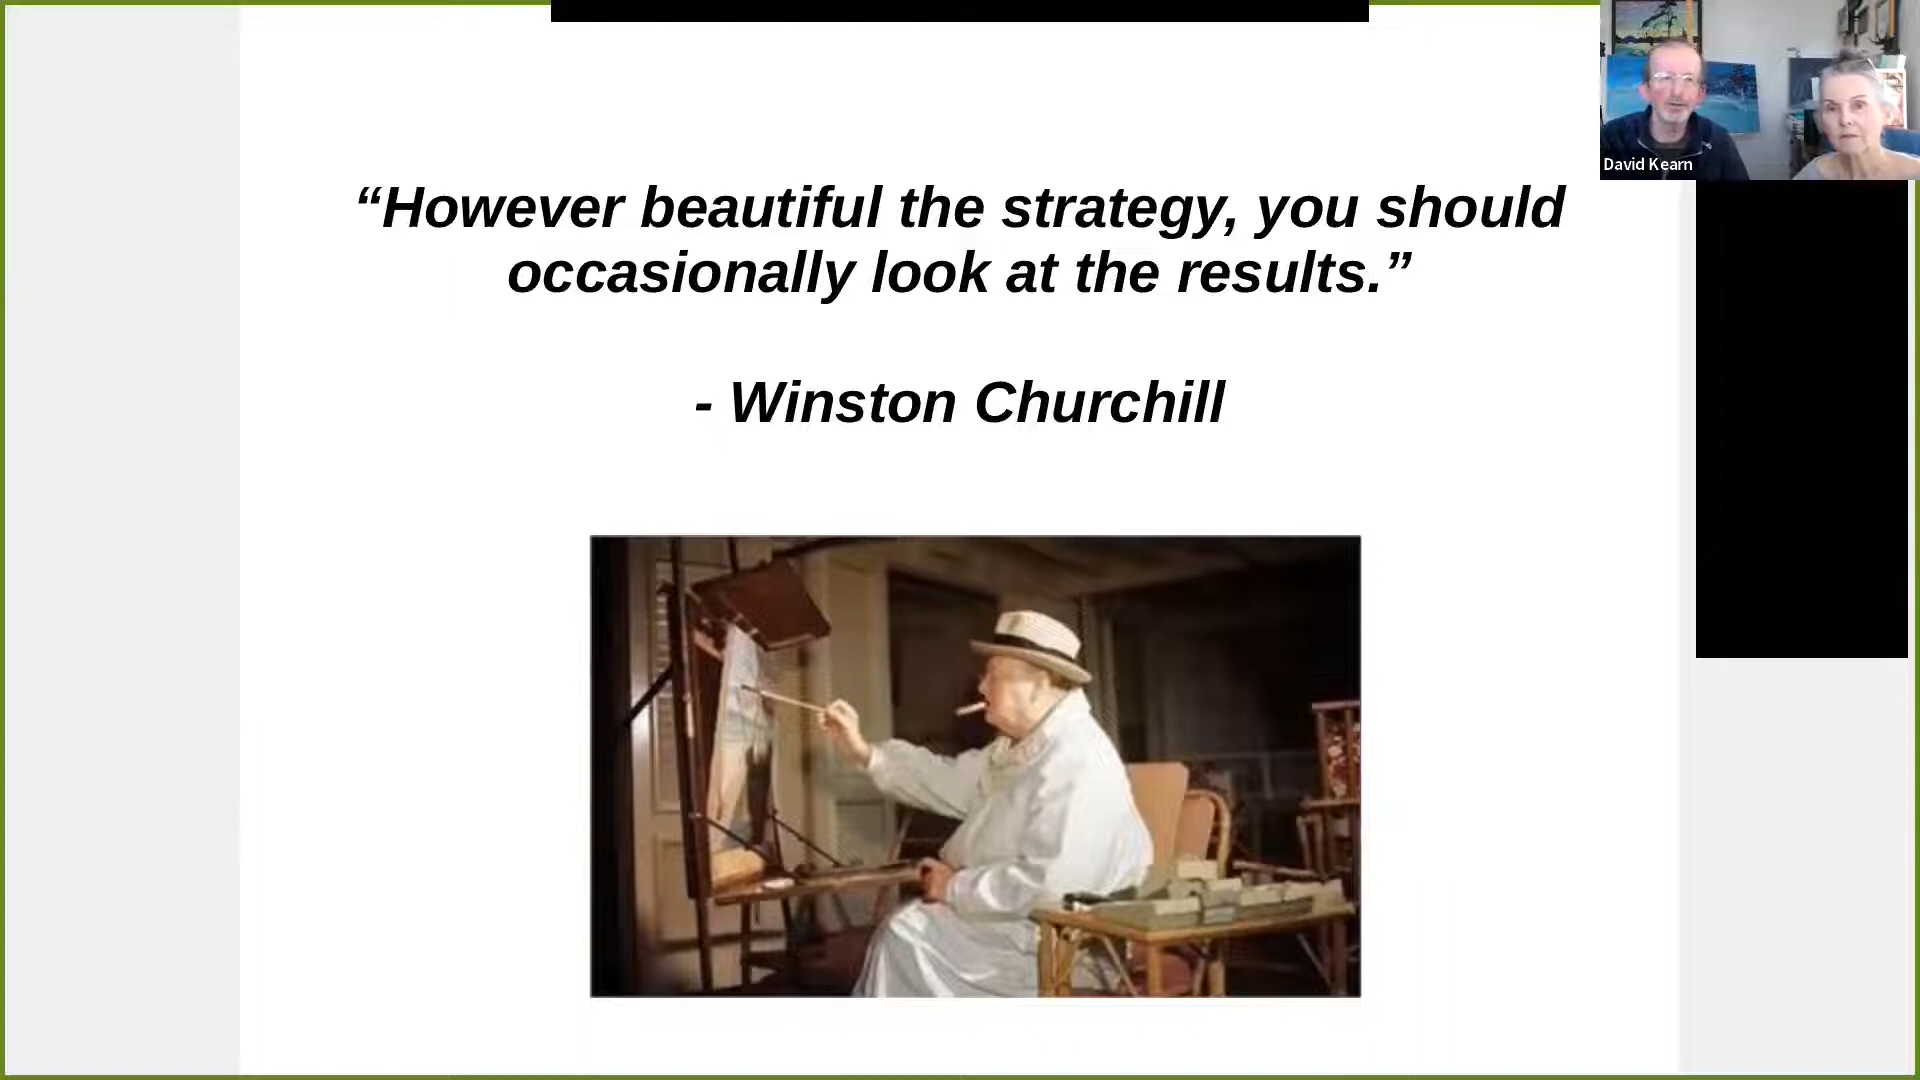 “However beautiful the strategy, you should
occasionally look at the results.”
- Winston Churchill
David Kearn